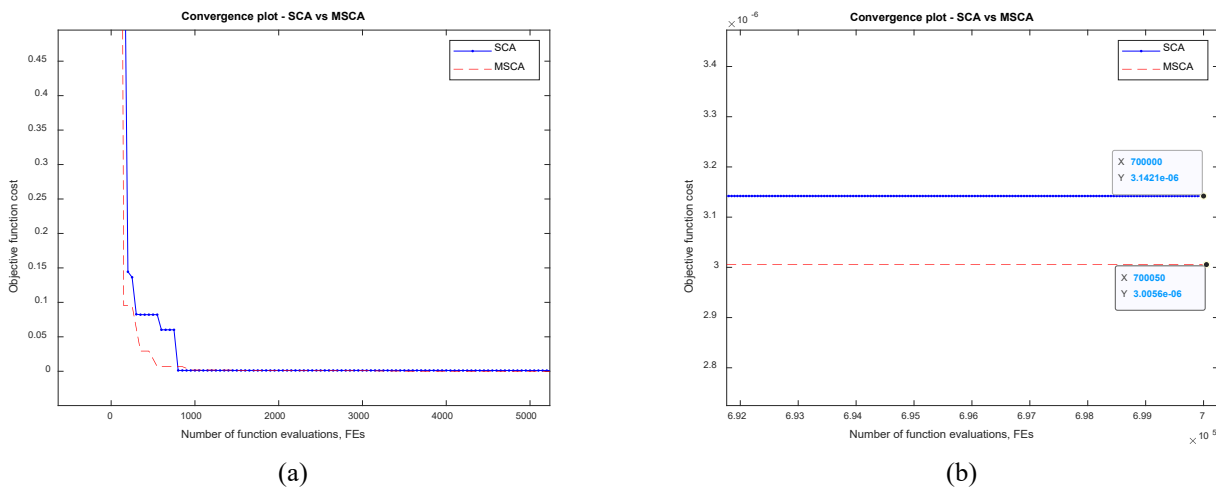 Convergence plot - SCA vs MSCA
SCA
MSCA
Objective function cost
0.45
0.4
0.35
0.3
0.25
0.2
0.15
0.1
0.05
0
0
1000
2000
3000
4000
5000
Number of function evaluations, FEs
(a)
× 10 -6
Convergence plot - SCA vs MSCA
SCA
MSCA
Objective function cost
3.4
3.3
3.2
3.1
3
2.9
2.8
X 700000
Y 3.1421e-06
X 700050
Y 3.0056e-06
6.92
6.93
6.94
6.95
6.96
6.97
6.98
6.99
7
Number of function evaluations, FEs
× 10 5
(b)